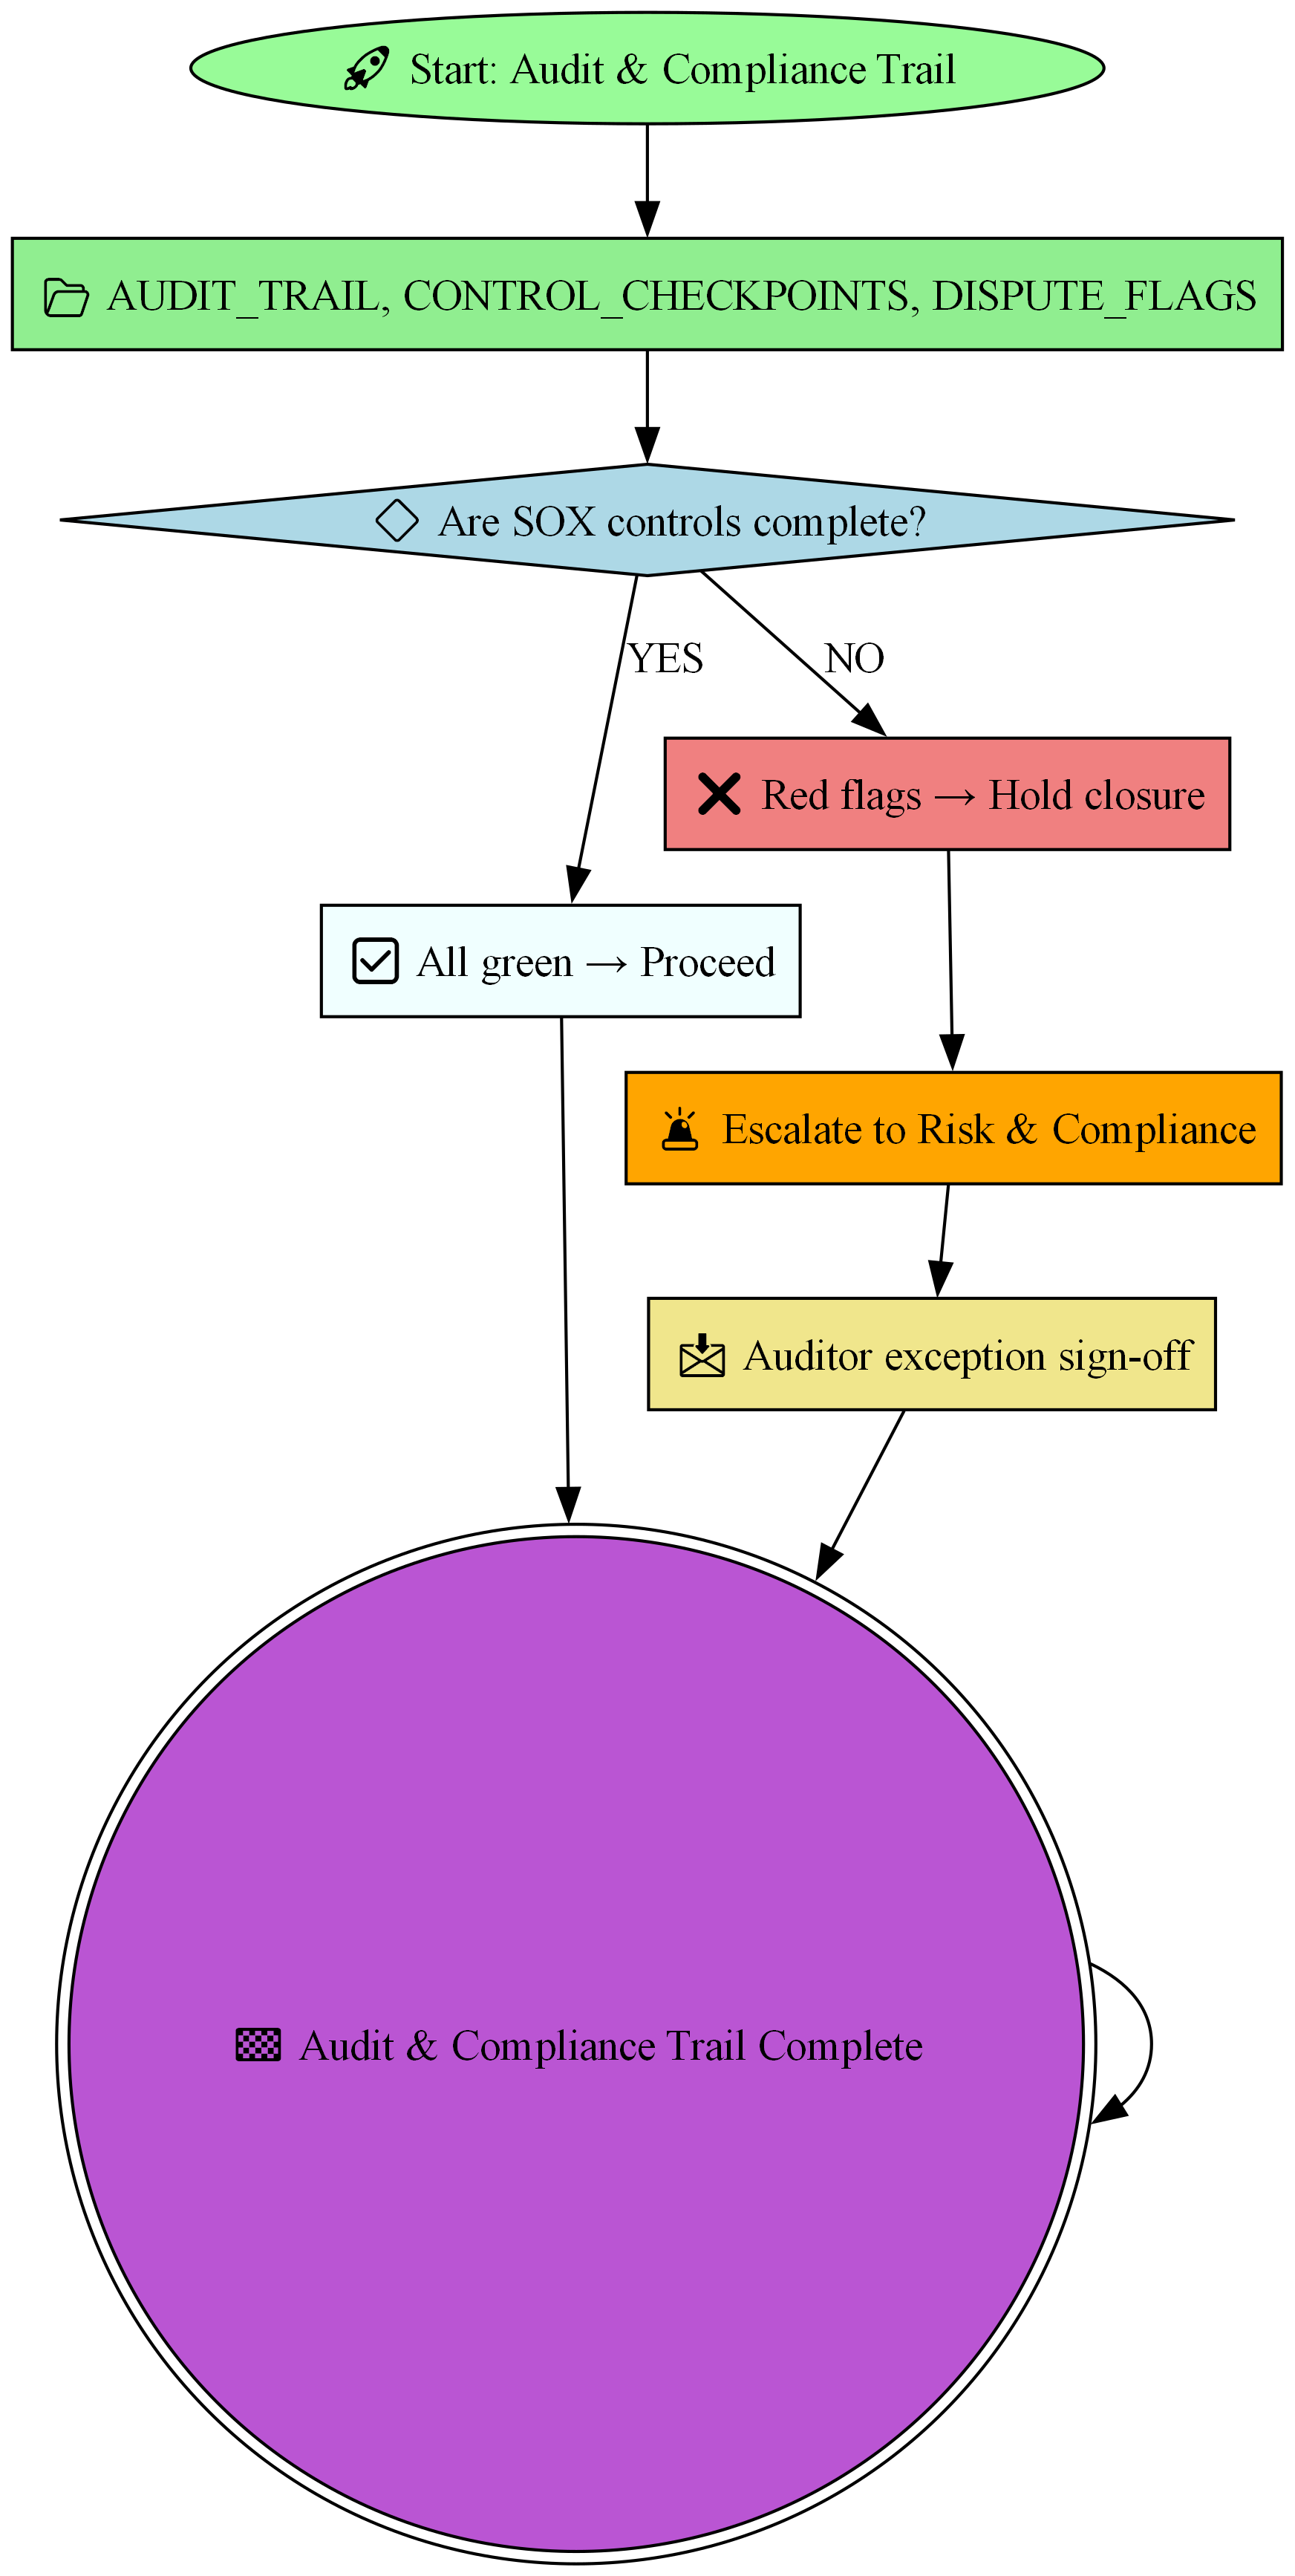 Start: Audit & Compliance Trail
AUDIT_TRAIL, CONTROL_CHECKPOINTS, DISPUTE_FLAGS
Are SOX controls complete?
YES
NO
Red flags → Hold closure
All green → Proceed
Escalate to Risk & Compliance
Auditor exception sign-off
Audit & Compliance Trail Complete